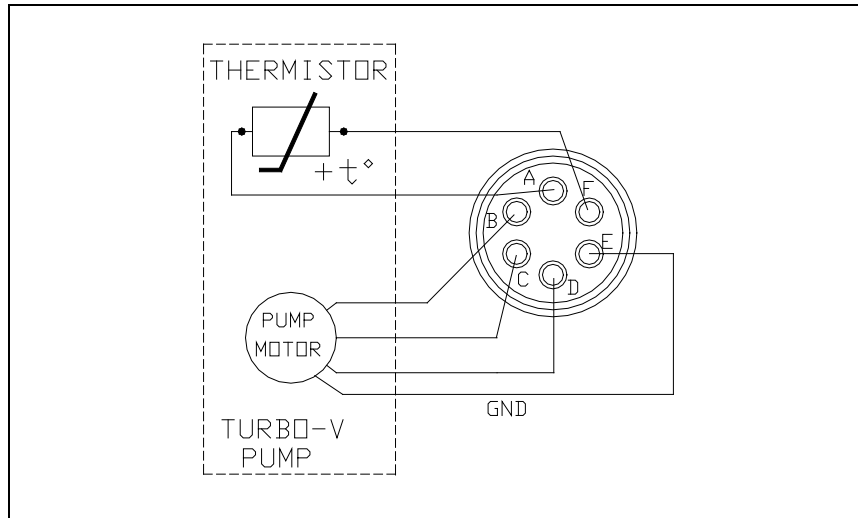 THERMISTOR
+t°
A
F
B
E
C
D
PUMP
MOTOR
GND
TURBO-V
PUMP